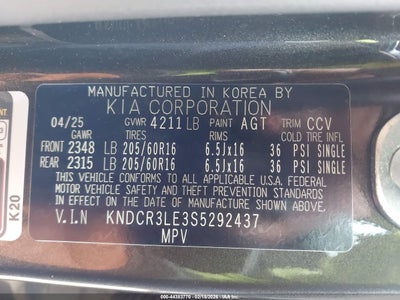 MANUFACTURED IN KOREA BY
KIA CORPORATION
04/25 GVWR 4211 LB PAINT AGT TRIM CCV
GAWR TIRES RIMS COLD TIRE INFL
FRONT 2348 LB 205/60R16 6.5Jx16 36 PSI SINGLE
REAR 2315 LB 205/60R16 6.5Jx16 36 PSI SINGLE
THIS VEHICLE CONFORMS TO ALL APPLICABLE U.S.A. FEDERAL
MOTOR VEHICLE SAFETY STANDARDS IN EFFECT ON THE
DATE OF MANUFACTURE SHOWN ABOVE.
V.I.N KNDCR3LE3S5292437
MPV
K20